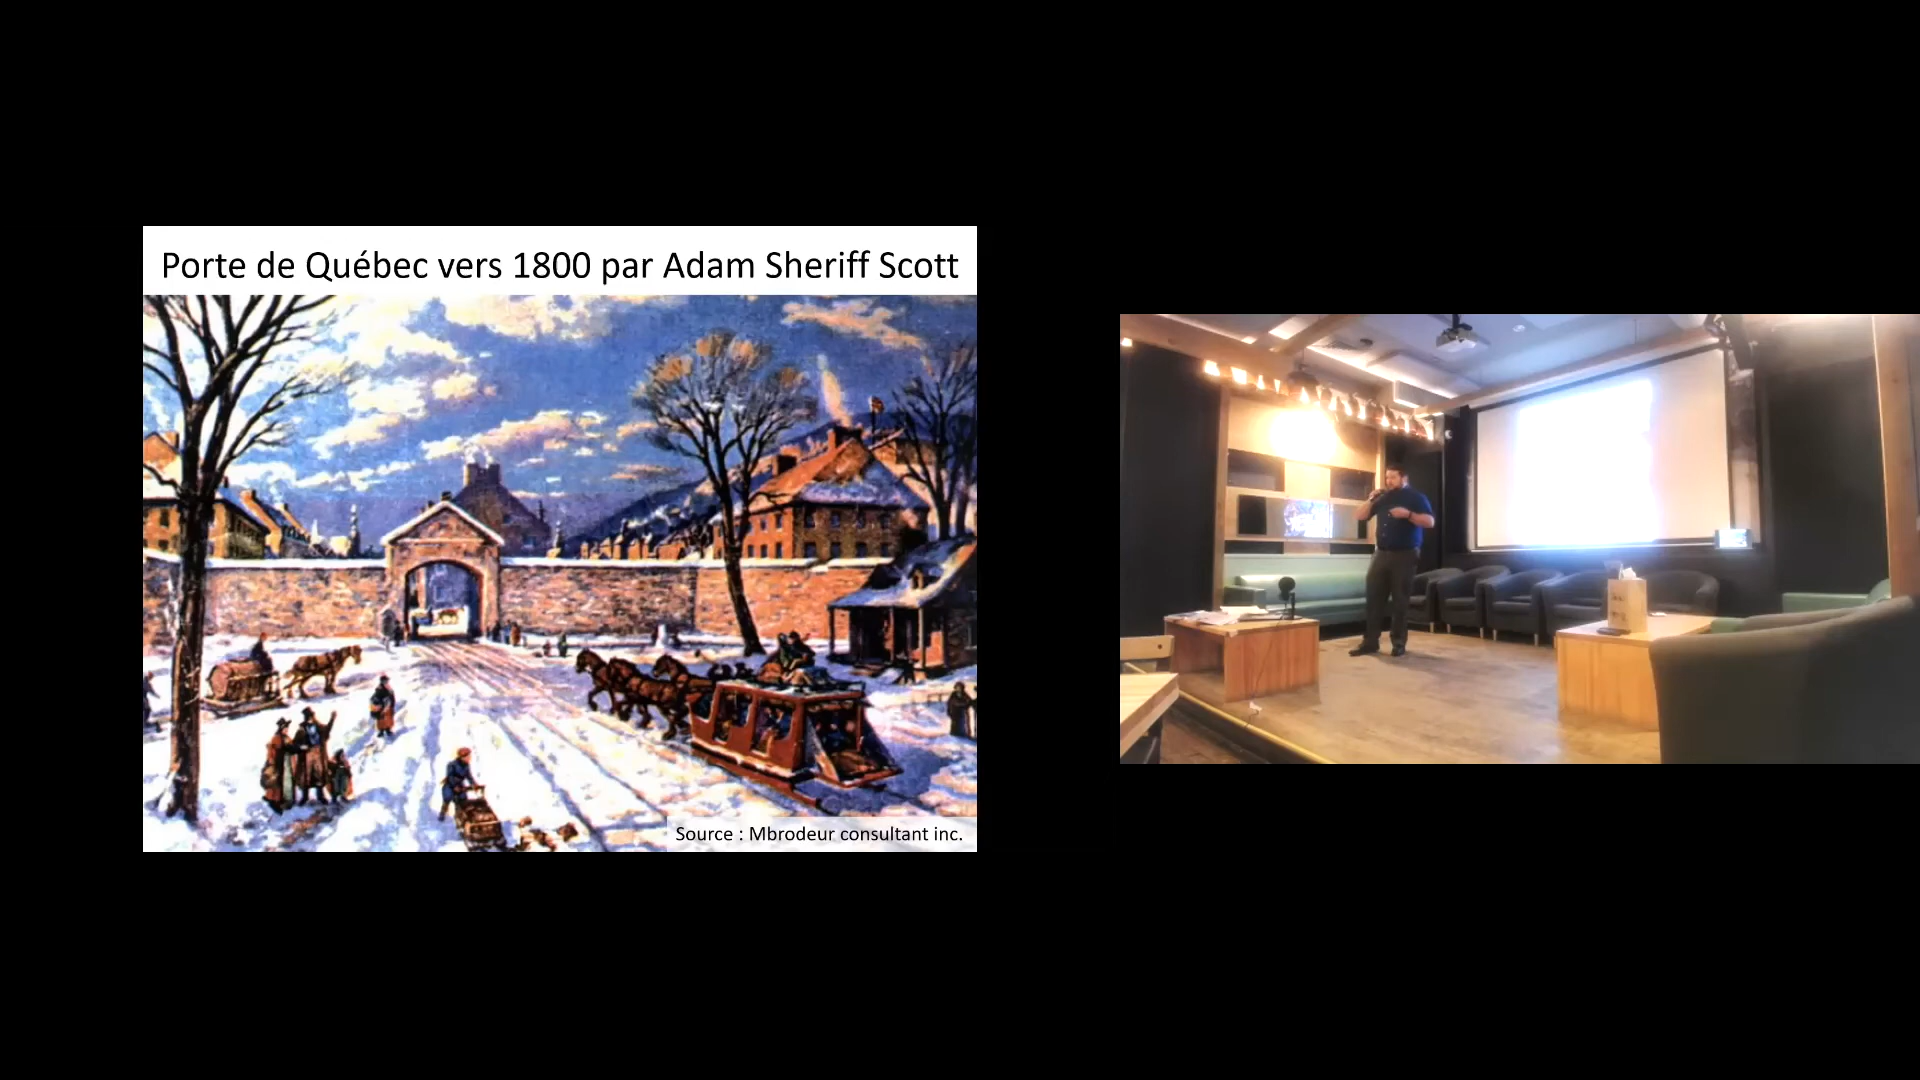 Porte de Québec vers 1800 par Adam Sheriff Scott
Source : Mbrodeur consultant inc.